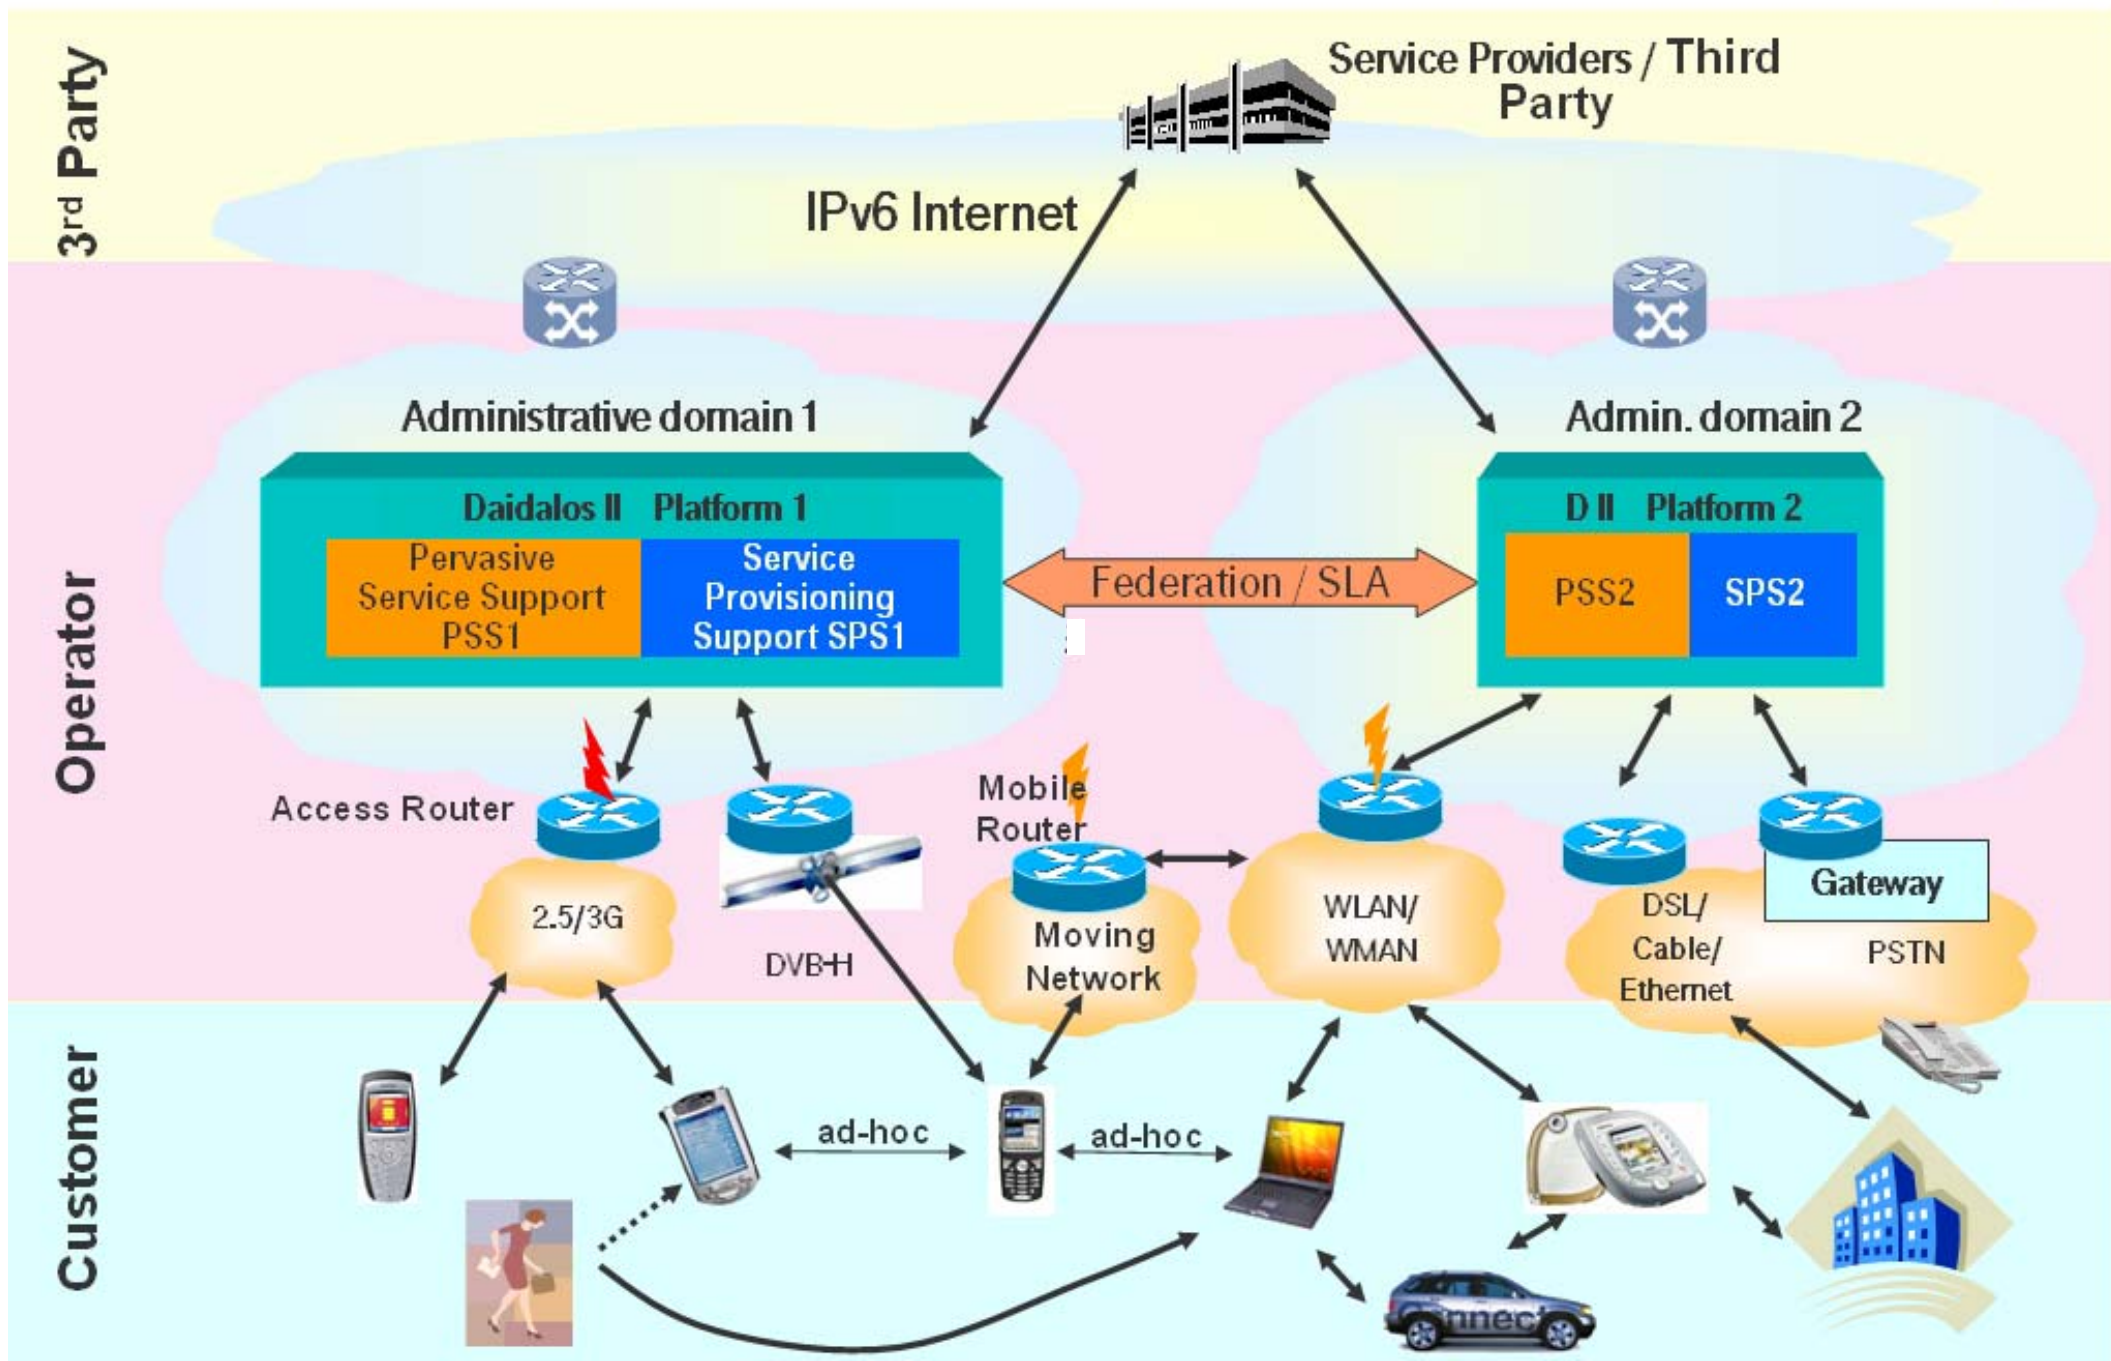 3rd Party
Service Providers / Third
Party
IPv6 Internet
Operator
Administrative domain 1
Admin. domain 2
Daidalos II Platform 1
D II Platform 2
Pervasive
Service Support
PSS1
Service
Provisioning
Support SPS1
Federation / SLA
PSS2
SPS2
Access Router
Mobile
Router
2.5/3G
DVB-H
Moving
Network
WLAN/
WMAN
DSL/
Cable/
Ethernet
Gateway
PSTN
Customer
ad-hoc
ad-hoc
nnect